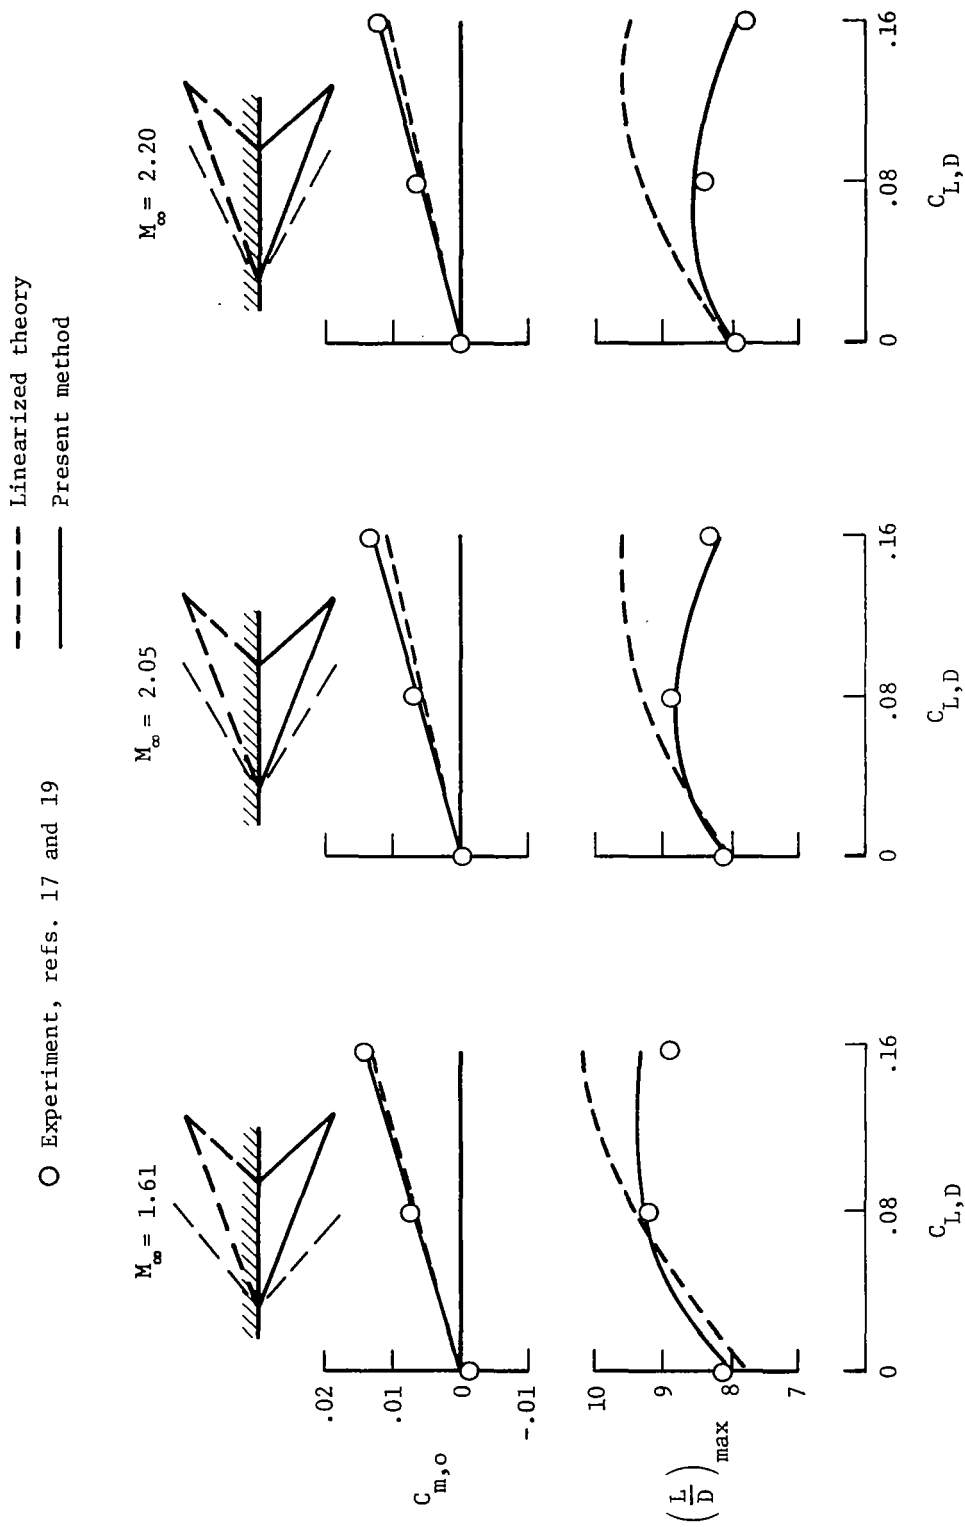 ○ Experiment, refs. 17 and 19
Linearized theory
Present method
M∞ = 1.61
M∞ = 2.05
M∞ = 2.20
.02
.01
0
-.01
Cm,o
10
9
8
7
(L/D)max
0
.08
.16
CL,D
0
.08
.16
CL,D
0
.08
.16
CL,D